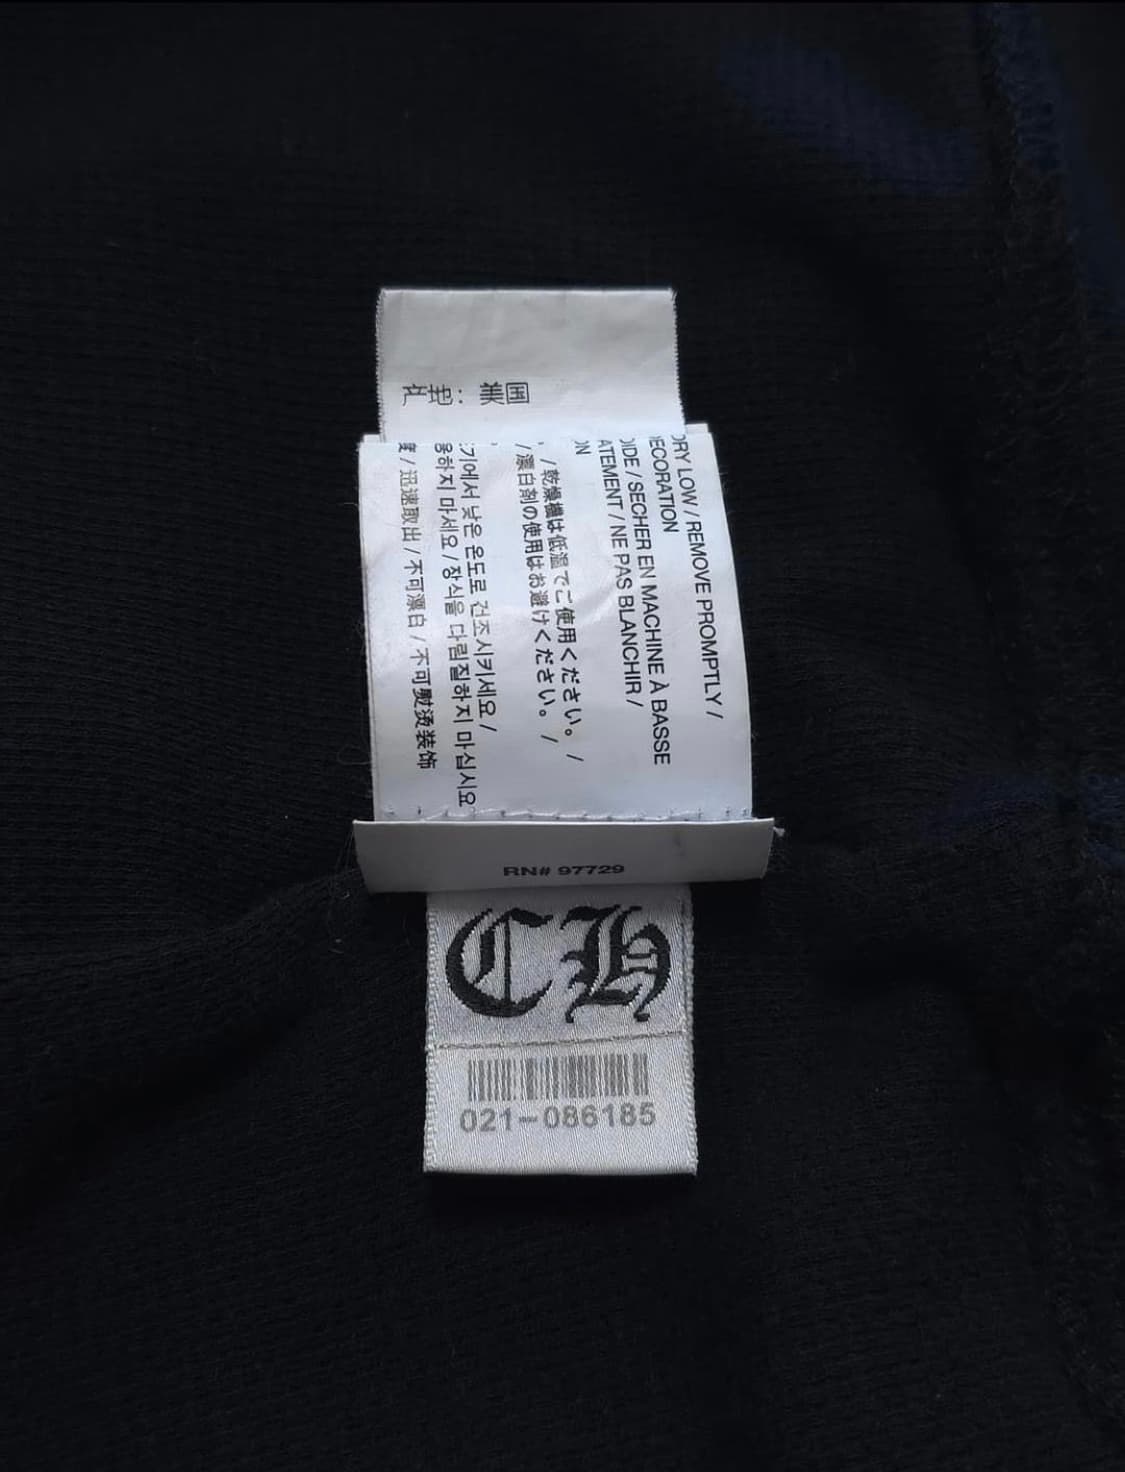 : 美国
DRY LOW / REMOVE PROMPTLY /
DECORATION
OIDE / SECHER EN MACHINE À BASSE
ATEMENT / NE PAS BLANCHIR /
ON
/ 乾燥機は低温でご使用ください。 /
/ 漂白剤の使用はお避けください。 /
기에서 낮은 온도로 건조시키세요 /
용하지 마세요 / 장식을 다림질하지 마십시요
度 / 迅速取出 / 不可漂白 / 不可熨烫装饰
RN# 97729
CH
021-086185